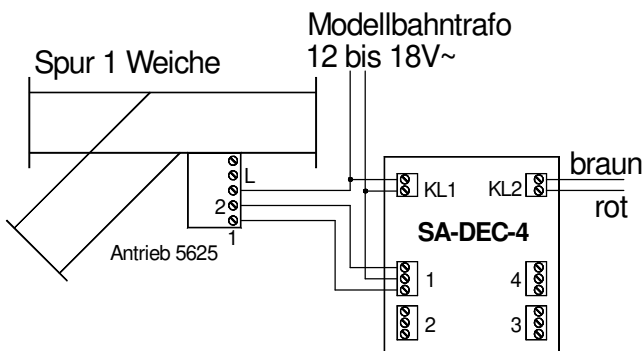 Modellbahntrafo
12 bis 18V~
Spur 1 Weiche
L
2
1
Antrieb 5625
KL1
KL2
braun
rot
SA-DEC-4
1
4
2
3